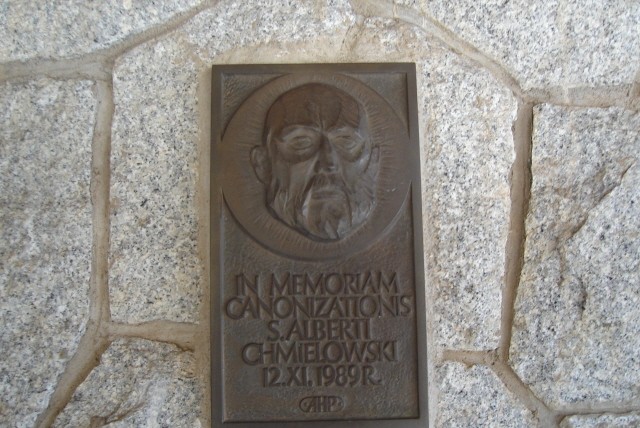 IN MEMORIAM
CANONIZATIONIS
S. ALBERTI
CHMIELOWSKI
12.XI.1989 R.
AHP